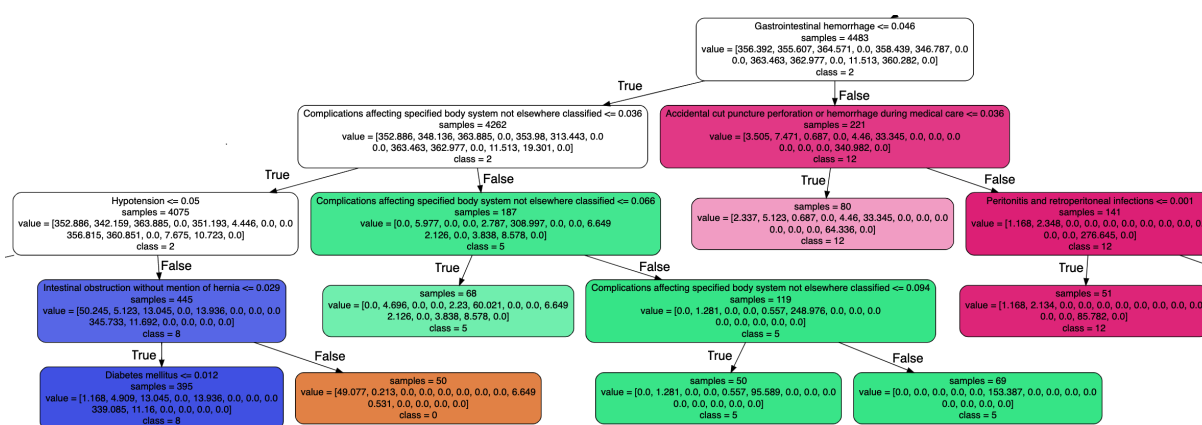 Gastrointestinal hemorrhage <= 0.046
samples = 4483
value = [356.392, 355.607, 364.571, 0.0, 358.439, 346.787, 0.0
0.0, 363.463, 362.977, 0.0, 11.513, 360.282, 0.0]
class = 2
True
False
Complications affecting specified body system not elsewhere classified <= 0.036
samples = 4262
value = [352.886, 348.136, 363.885, 0.0, 353.98, 313.443, 0.0
0.0, 363.463, 362.977, 0.0, 11.513, 19.301, 0.0]
class = 2
Accidental cut puncture perforation or hemorrhage during medical care <= 0.036
samples = 221
value = [3.505, 7.471, 0.687, 0.0, 4.46, 33.345, 0.0, 0.0, 0.0
0.0, 0.0, 0.0, 340.982, 0.0]
class = 12
True
False
True
False
Hypotension <= 0.05
samples = 4075
value = [352.886, 342.159, 363.885, 0.0, 351.193, 4.446, 0.0, 0.0
356.815, 360.851, 0.0, 7.675, 10.723, 0.0]
class = 2
Complications affecting specified body system not elsewhere classified <= 0.066
samples = 187
value = [0.0, 5.977, 0.0, 0.0, 2.787, 308.997, 0.0, 0.0, 6.649
2.126, 0.0, 3.838, 8.578, 0.0]
class = 5
samples = 80
value = [2.337, 5.123, 0.687, 0.0, 4.46, 33.345, 0.0, 0.0, 0.0
0.0, 0.0, 0.0, 64.336, 0.0]
class = 12
Peritonitis and retroperitoneal infections <= 0.001
samples = 141
value = [1.168, 2.348, 0.0, 0.0, 0.0, 0.0, 0.0, 0.0, 0.0
0.0, 0.0, 276.645, 0.0]
class = 12
False
True
False
True
Intestinal obstruction without mention of hernia <= 0.029
samples = 445
value = [50.245, 5.123, 13.045, 0.0, 13.936, 0.0, 0.0, 0.0
345.733, 11.692, 0.0, 0.0, 0.0, 0.0]
class = 8
samples = 68
value = [0.0, 4.696, 0.0, 0.0, 2.23, 60.021, 0.0, 0.0, 6.649
2.126, 0.0, 3.838, 8.578, 0.0]
class = 5
Complications affecting specified body system not elsewhere classified <= 0.094
samples = 119
value = [0.0, 1.281, 0.0, 0.0, 0.557, 248.976, 0.0, 0.0, 0.0
0.0, 0.0, 0.0, 0.0, 0.0]
class = 5
samples = 51
value = [1.168, 2.134, 0.0, 0.0, 0.0, 0.0, 0.0, 0.0, 0.0
0.0, 0.0, 85.782, 0.0]
class = 12
True
False
True
False
Diabetes mellitus <= 0.012
samples = 395
value = [1.168, 4.909, 13.045, 0.0, 13.936, 0.0, 0.0, 0.0
339.085, 11.16, 0.0, 0.0, 0.0, 0.0]
class = 8
samples = 50
value = [49.077, 0.213, 0.0, 0.0, 0.0, 0.0, 0.0, 0.0, 6.649
0.531, 0.0, 0.0, 0.0, 0.0]
class = 0
samples = 50
value = [0.0, 1.281, 0.0, 0.0, 0.557, 95.589, 0.0, 0.0, 0.0
0.0, 0.0, 0.0, 0.0, 0.0]
class = 5
samples = 69
value = [0.0, 0.0, 0.0, 0.0, 0.0, 153.387, 0.0, 0.0, 0.0, 0.0
0.0, 0.0, 0.0, 0.0]
class = 5